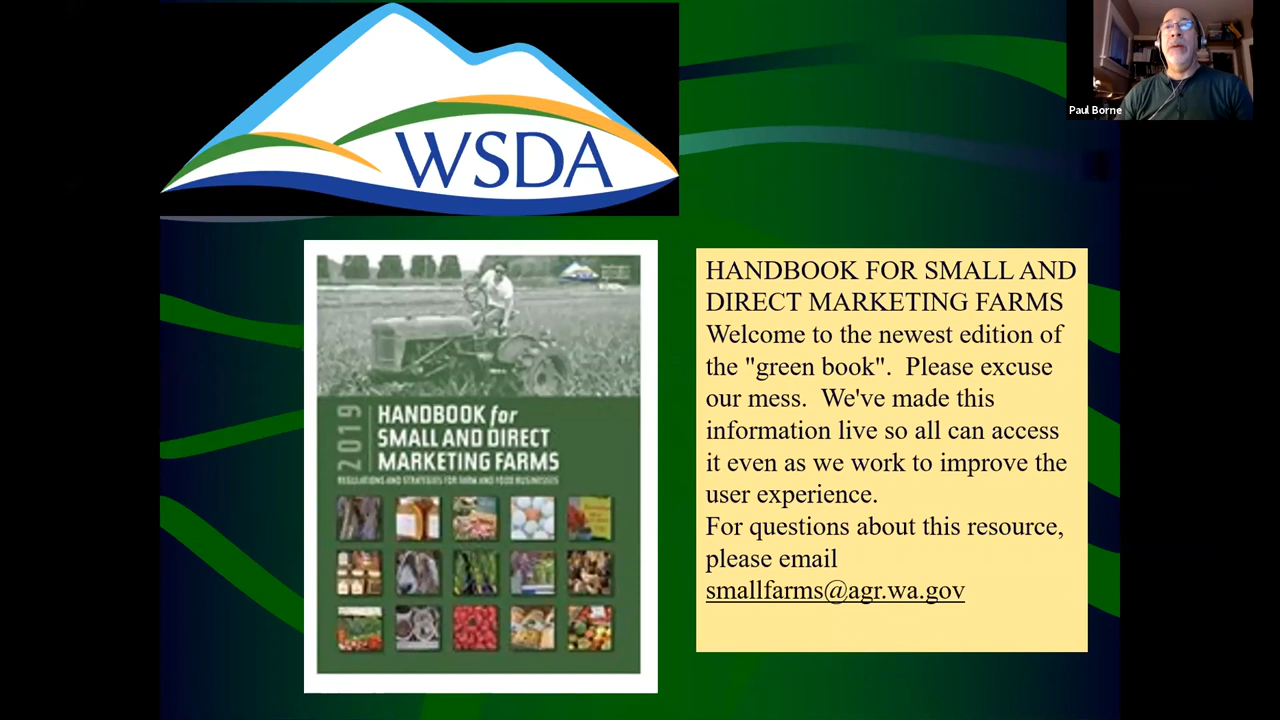 WSDA
Paul Borne
2019
HANDBOOK for
SMALL AND DIRECT
MARKETING FARMS
REGULATIONS AND STRATEGIES FOR FARM AND FOOD BUSINESSES
HANDBOOK FOR SMALL AND
DIRECT MARKETING FARMS
Welcome to the newest edition of
the "green book".  Please excuse
our mess.  We've made this
information live so all can access
it even as we work to improve the
user experience.
For questions about this resource,
please email
smallfarms@agr.wa.gov